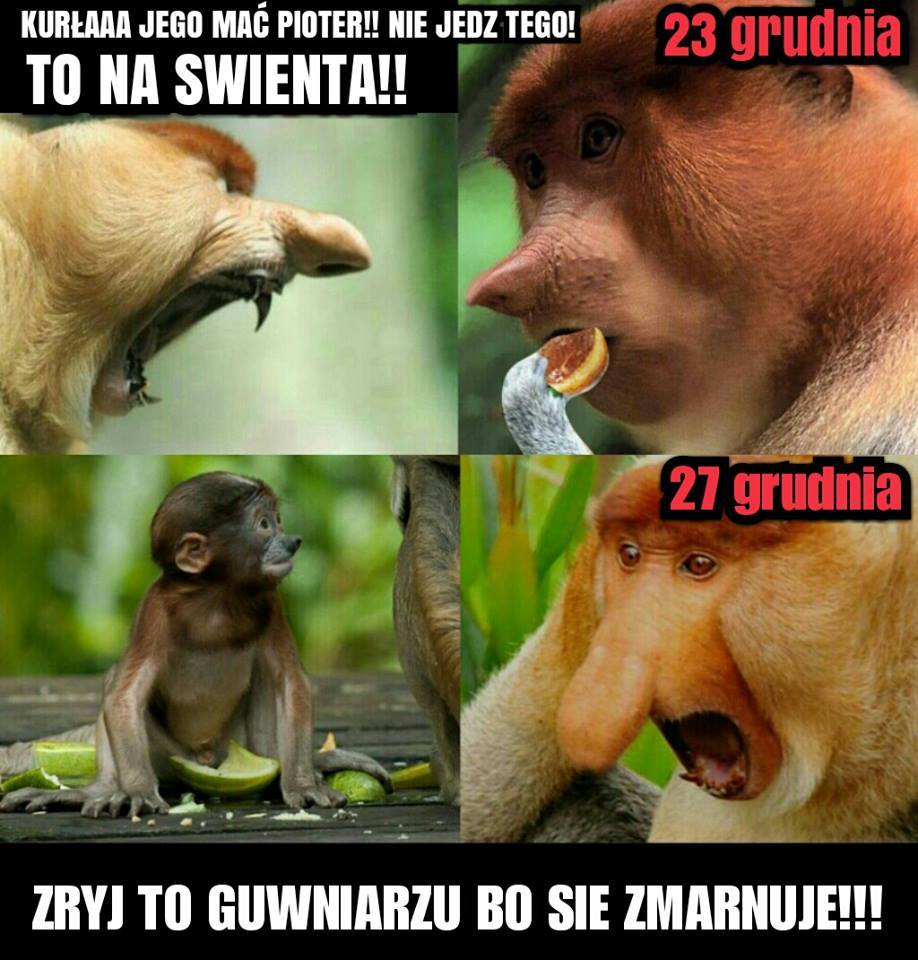 KURŁAAA JEGO MAĆ PIOTER!! NIE JEDZ TEGO!
TO NA SWIENTA!!
23 grudnia
27 grudnia
ZRYJ TO GUWNIARZU BO SIE ZMARNUJE!!!